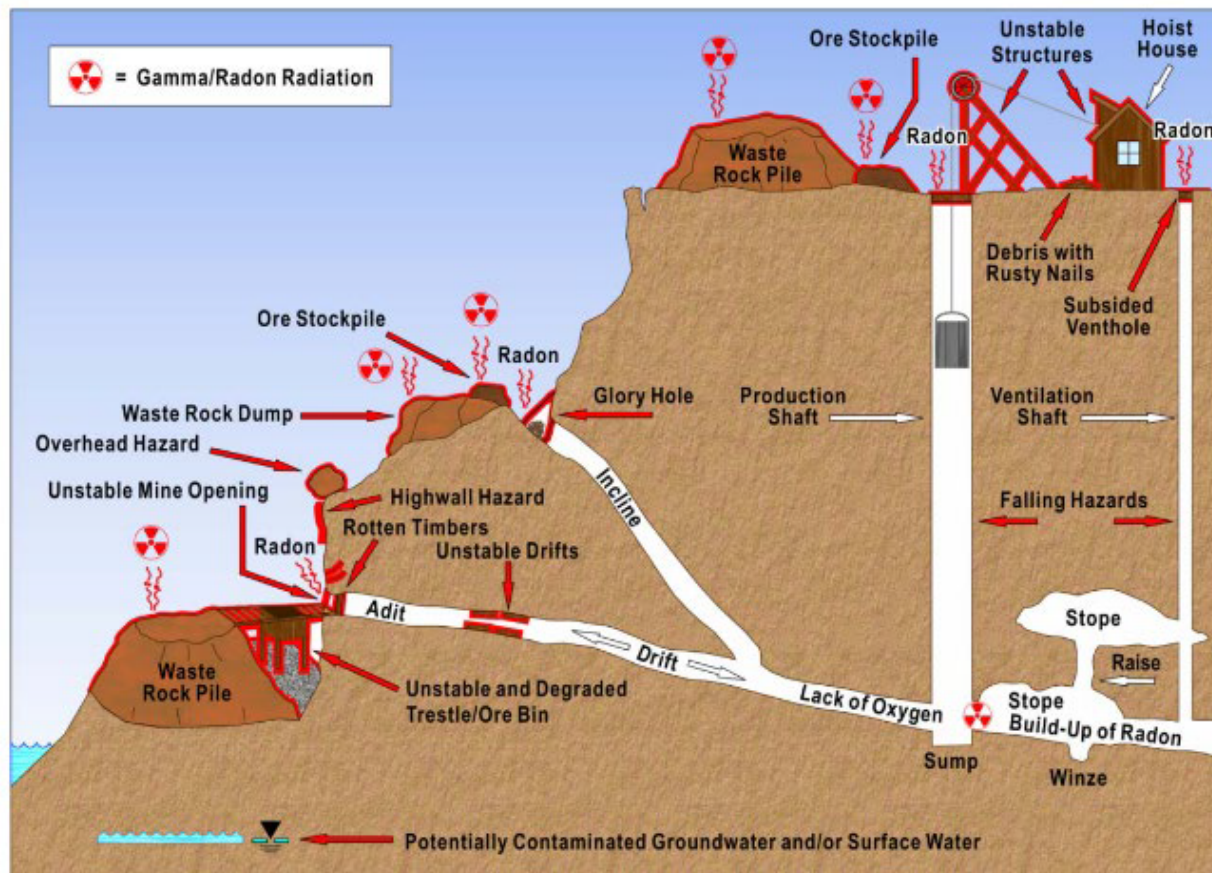 = Gamma/Radon Radiation
Ore Stockpile
Unstable
Structures
Hoist
House
Radon
Radon
Waste
Rock Pile
Debris with
Rusty Nails
Subsided
Venthole
Ore Stockpile
Radon
Waste Rock Dump
Glory Hole
Production
Shaft
Ventilation
Shaft
Overhead Hazard
Unstable Mine Opening
Highwall Hazard
Rotten Timbers
Unstable Drifts
Incline
Falling Hazards
Radon
Adit
Drift
Stope
Raise
Waste
Rock Pile
Unstable and Degraded
Trestle/Ore Bin
Lack of Oxygen
Stope
Build-Up of Radon
Sump
Winze
Potentially Contaminated Groundwater and/or Surface Water